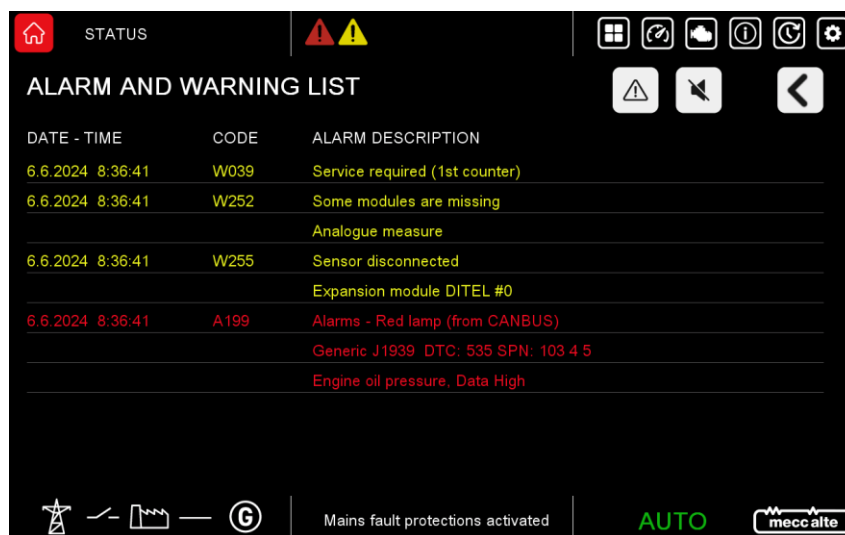 STATUS
ALARM AND WARNING LIST
DATE - TIME CODE ALARM DESCRIPTION
6.6.2024 8:36:41 W039 Service required (1st counter)
6.6.2024 8:36:41 W252 Some modules are missing
Analogue measure
6.6.2024 8:36:41 W255 Sensor disconnected
Expansion module DITEL #0
6.6.2024 8:36:41 A199 Alarms - Red lamp (from CANBUS)
Generic J1939 DTC: 535 SPN: 103 4 5
Engine oil pressure, Data High
G Mains fault protections activated AUTO mecc alte